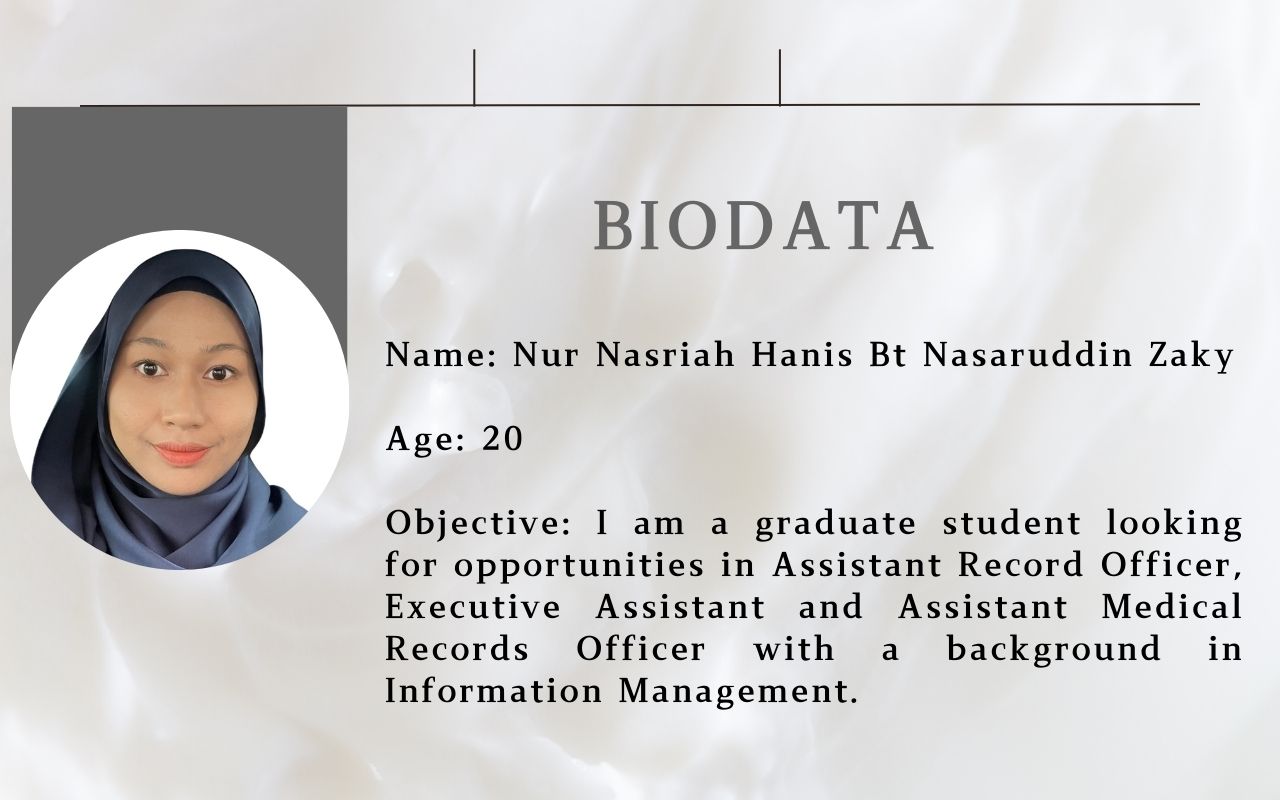 BIODATA
Name: Nur Nasriah Hanis Bt Nasaruddin Zaky
Age: 20
Objective: I am a graduate student looking
for opportunities in Assistant Record Officer,
Executive Assistant and Assistant Medical
Records Officer with a background in
Information Management.